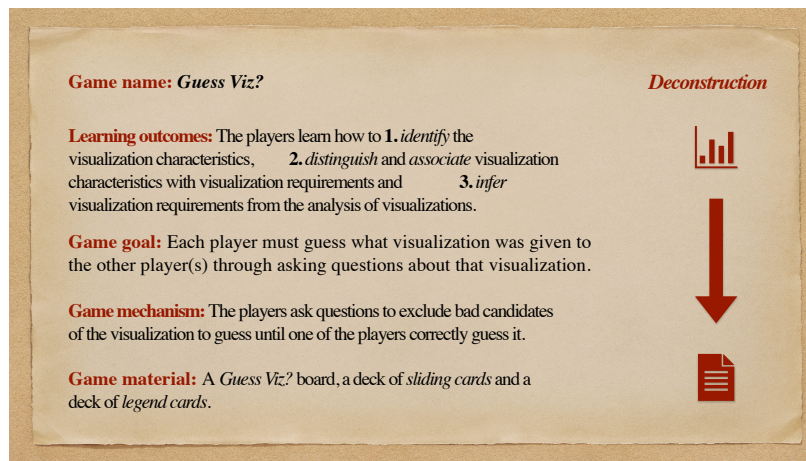 Game name: Guess Viz?
Deconstruction
Learning outcomes: The players learn how to 1. identify the
visualization characteristics, 2. distinguish and associate visualization
characteristics with visualization requirements and 3. infer
visualization requirements from the analysis of visualizations.
Game goal: Each player must guess what visualization was given to
the other player(s) through asking questions about that visualization.
Game mechanism: The players ask questions to exclude bad candidates
of the visualization to guess until one of the players correctly guess it.
Game material: A Guess Viz? board, a deck of sliding cards and a
deck of legend cards.